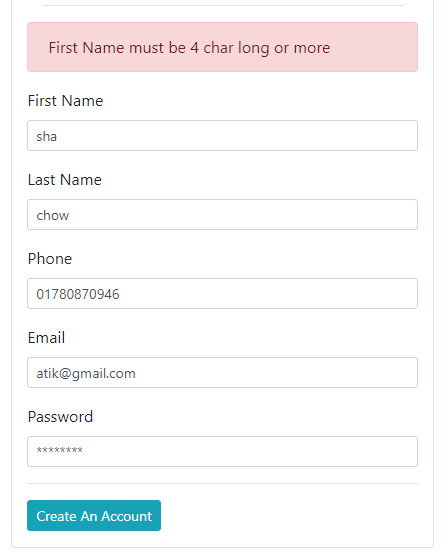 First Name must be 4 char long or more
First Name
sha
Last Name
chow
Phone
01780870946
Email
atik@gmail.com
Password
********
Create An Account